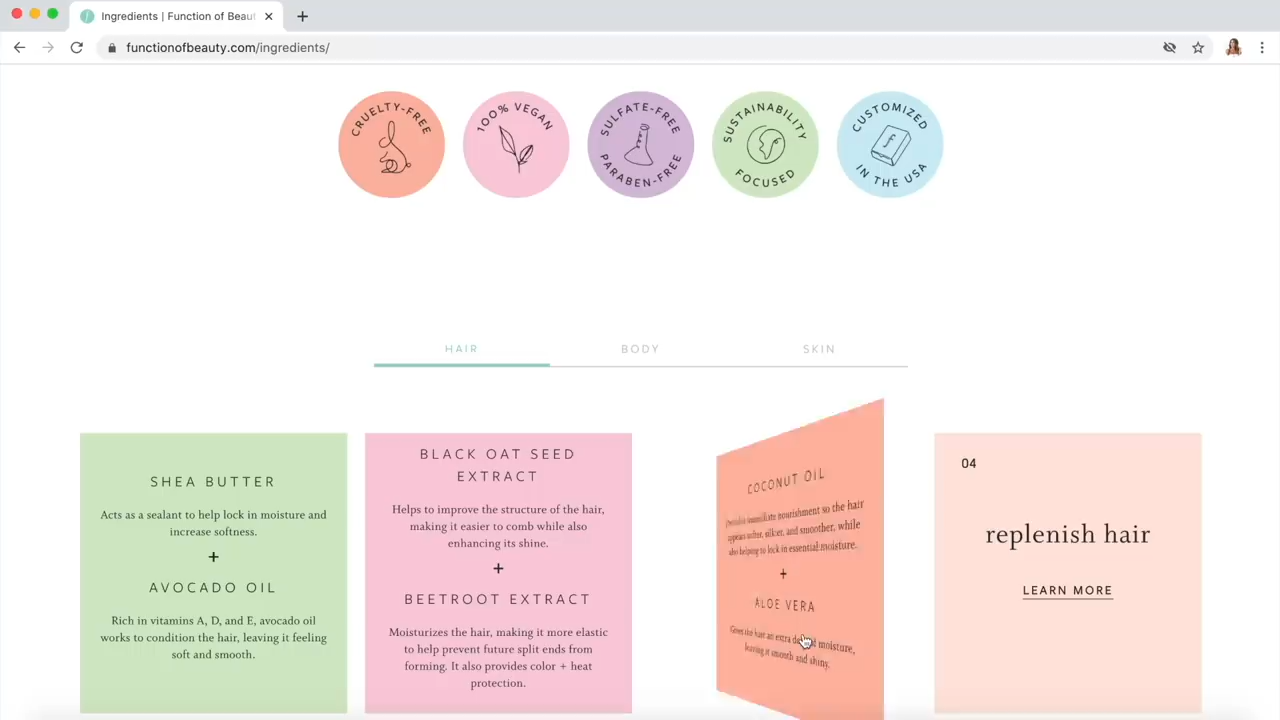 Ingredients | Function of Beaut
functionofbeauty.com/ingredients/
CRUELTY-FREE
100% VEGAN
SULFATE-FREE
PARABEN-FREE
SUSTAINABILITY
FOCUSED
CUSTOMIZED
IN THE USA
HAIR
BODY
SKIN
SHEA BUTTER
Acts as a sealant to help lock in moisture and
increase softness.
+
AVOCADO OIL
Rich in vitamins A, D, and E, avocado oil
works to condition the hair, leaving it feeling
soft and smooth.
BLACK OAT SEED
EXTRACT
Helps to improve the structure of the hair,
making it easier to comb while also
enhancing its shine.
+
BEETROOT EXTRACT
Moisturizes the hair, making it more elastic
to help prevent future split ends from
forming. It also provides color + heat
protection.
COCONUT OIL
immediate nourishment so the hair
appears softer, silkier, and smoother, while
also helping to lock in essential moisture.
+
ALOE VERA
Gives the hair an extra moisture,
leaving it smooth and shiny.
04
replenish hair
LEARN MORE